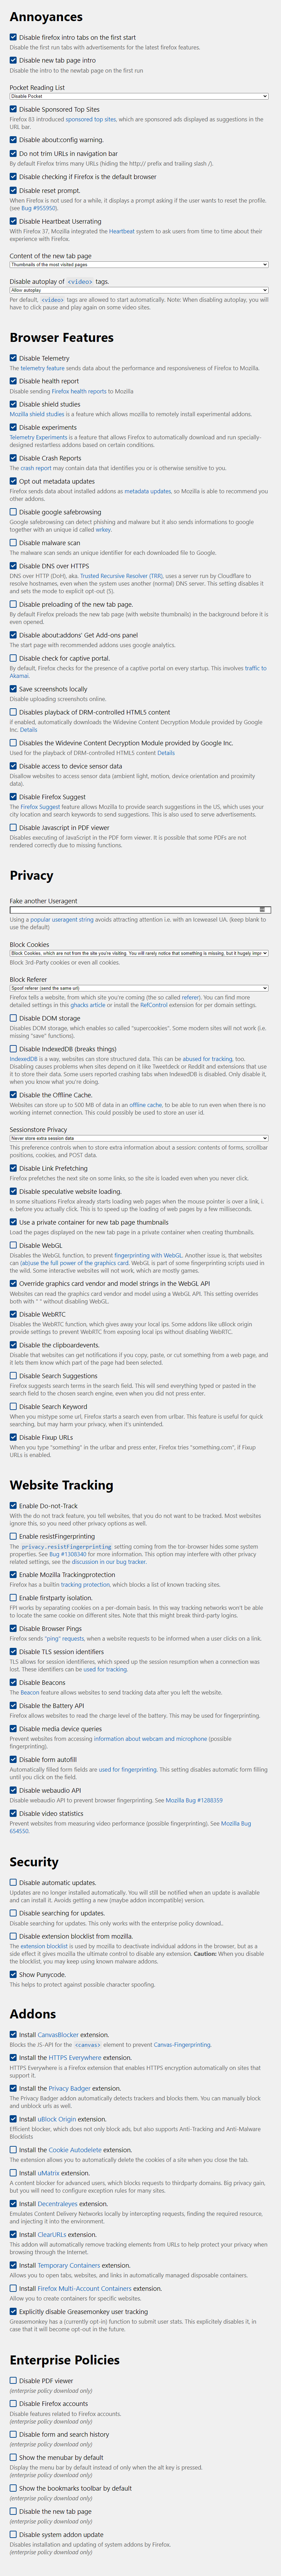 Annoyances
Disable firefox intro tabs on the first start
Disable the first run tabs with advertisements for the latest firefox features.
Disable new tab page intro
Disable the intro to the newtab page on the first run
Pocket Reading List
Disable Pocket
Disable Sponsored Top Sites
Firefox 83 introduced sponsored top sites, which are sponsored ads displayed as suggestions in the
URL bar.
Disable about:config warning.
Do not trim URLs in navigation bar
By default Firefox trims many URLs (hiding the http:// prefix and trailing slash /).
Disable checking if Firefox is the default browser
Disable reset prompt.
When Firefox is not used for a while, it displays a prompt asking if the user wants to reset the profile.
(see Bug #955950).
Disable Heartbeat Userrating
With Firefox 37, Mozilla integrated the Heartbeat system to ask users from time to time about their
experience with Firefox.
Content of the new tab page
Thumbnails of the most visited pages
Disable autoplay of <video> tags.
Allow autoplay
Per default, <video> tags are allowed to start automatically. Note: When disabling autoplay, you will
have to click pause and play again on some video sites.
Browser Features
Disable Telemetry
The telemetry feature sends data about the performance and responsiveness of Firefox to Mozilla.
Disable health report
Disable sending Firefox health reports to Mozilla
Disable shield studies
Mozilla shield studies is a feature which allows mozilla to remotely install experimental addons.
Disable experiments
Telemetry Experiments is a feature that allows Firefox to automatically download and run specially-
designed restartless addons based on certain conditions.
Disable Crash Reports
The crash report may contain data that identifies you or is otherwise sensitive to you.
Opt out metadata updates
Firefox sends data about installed addons as metadata updates, so Mozilla is able to recommend you
other addons.
Disable google safebrowsing
Google safebrowsing can detect phishing and malware but it also sends informations to google
together with an unique id called wrkey.
Disable malware scan
The malware scan sends an unique identifier for each downloaded file to Google.
Disable DNS over HTTPS
DNS over HTTP (DoH), aka. Trusted Recursive Resolver (TRR), uses a server run by Cloudflare to
resolve hostnames, even when the system uses another (normal) DNS server. This setting disables it
and sets the mode to explicit opt-out (5).
Disable preloading of the new tab page.
By default Firefox preloads the new tab page (with website thumbnails) in the background before it is
even opened.
Disable about:addons' Get Add-ons panel
The start page with recommended addons uses google analytics.
Disable check for captive portal.
By default, Firefox checks for the presence of a captive portal on every startup. This involves traffic to
Akamai.
Save screenshots locally
Disable uploading screenshots online.
Disables playback of DRM-controlled HTML5 content
if enabled, automatically downloads the Widevine Content Decryption Module provided by Google
Inc. Details
Disables the Widevine Content Decryption Module provided by Google Inc.
Used for the playback of DRM-controlled HTML5 content Details
Disable access to device sensor data
Disallow websites to access sensor data (ambient light, motion, device orientation and proximity
data).
Disable Firefox Suggest
The Firefox Suggest feature allows Mozilla to provide search suggestions in the US, which uses your
city location and search keywords to send suggestions. This is also used to serve advertisements.
Disable Javascript in PDF viewer
Disables executing of JavaScript in the PDF form viewer. It is possible that some PDFs are not
rendered correctly due to missing functions.
Privacy
Fake another Useragent
Using a popular useragent string avoids attracting attention i.e. with an Iceweasel UA. (keep blank to
use the default)
Block Cookies
Block Cookies, which are not from the site you're visiting. You will rarely notice that something is missing, but it hugely impr
Block 3rd-Party cookies or even all cookies.
Block Referer
Spoof referer (send the same url)
Firefox tells a website, from which site you're coming (the so called referer). You can find more
detailed settings in this ghacks article or install the RefControl extension for per domain settings.
Disable DOM storage
Disables DOM storage, which enables so called "supercookies". Some modern sites will not work (i.e.
missing "save" functions).
Disable IndexedDB (breaks things)
IndexedDB is a way, websites can store structured data. This can be abused for tracking, too.
Disabling causes problems when sites depend on it like Tweetdeck or Reddit and extensions that use
it to store their data. Some users reported crashing tabs when IndexedDB is disabled. Only disable it,
when you know what you're doing.
Disable the Offline Cache.
Websites can store up to 500 MB of data in an offline cache, to be able to run even when there is no
working internet connection. This could possibly be used to store an user id.
Sessionstore Privacy
Never store extra session data
This preference controls when to store extra information about a session: contents of forms, scrollbar
positions, cookies, and POST data.
Disable Link Prefetching
Firefox prefetches the next site on some links, so the site is loaded even when you never click.
Disable speculative website loading.
In some situations Firefox already starts loading web pages when the mouse pointer is over a link, i.
e. before you actually click. This is to speed up the loading of web pages by a few milliseconds.
Use a private container for new tab page thumbnails
Load the pages displayed on the new tab page in a private container when creating thumbnails.
Disable WebGL
Disables the WebGL function, to prevent fingerprinting with WebGL. Another issue is, that websites
can (ab)use the full power of the graphics card. WebGL is part of some fingerprinting scripts used in
the wild. Some interactive websites will not work, which are mostly games.
Override graphics card vendor and model strings in the WebGL API
Websites can read the graphics card vendor and model using a WebGL API. This setting overrides
both with " " without disabling WebGL.
Disable WebRTC
Disables the WebRTC function, which gives away your local ips. Some addons like uBlock origin
provide settings to prevent WebRTC from exposing local ips without disabling WebRTC.
Disable the clipboardevents.
Disable that websites can get notifications if you copy, paste, or cut something from a web page, and
it lets them know which part of the page had been selected.
Disable Search Suggestions
Firefox suggests search terms in the search field. This will send everything typed or pasted in the
search field to the chosen search engine, even when you did not press enter.
Disable Search Keyword
When you mistype some url, Firefox starts a search even from urlbar. This feature is useful for quick
searching, but may harm your privacy, when it's unintended.
Disable Fixup URLs
When you type "something" in the urlbar and press enter, Firefox tries "something.com", if Fixup
URLs is enabled.
Website Tracking
Enable Do-not-Track
With the do not track feature, you tell websites, that you do not want to be tracked. Most websites
ignore this, so you need other privacy options as well.
Enable resistFingerprinting
The privacy.resistFingerprinting setting coming from the tor-browser hides some system
properties. See Bug #1308340 for more information. This option may interfere with other privacy
related settings, see the discussion in our bug tracker.
Enable Mozilla Trackingprotection
Firefox has a builtin tracking protection, which blocks a list of known tracking sites.
Enable firstparty isolation.
FPI works by separating cookies on a per-domain basis. In this way tracking networks won't be able
to locate the same cookie on different sites. Note that this might break third-party logins.
Disable Browser Pings
Firefox sends "ping" requests, when a website requests to be informed when a user clicks on a link.
Disable TLS session identifiers
TLS allows for session identifiers, which speed up the session resumption when a connection was
lost. These identifiers can be used for tracking.
Disable Beacons
The Beacon feature allows websites to send tracking data after you left the website.
Disable the Battery API
Firefox allows websites to read the charge level of the battery. This may be used for fingerprinting.
Disable media device queries
Prevent websites from accessing information about webcam and microphone (possible
fingerprinting).
Disable form autofill
Automatically filled form fields are used for fingerprinting. This setting disables automatic form filling
until you click on the field.
Disable webaudio API
Disable webaudio API to prevent browser fingerprinting. See Mozilla Bug #1288359
Disable video statistics
Prevent websites from measuring video performance (possible fingerprinting). See Mozilla Bug
654550.
Security
Disable automatic updates.
Updates are no longer installed automatically. You will still be notified when an update is available
and can install it. Avoids getting a new (maybe addon incompatible) version.
Disable searching for updates.
Disable searching for updates. This only works with the enterprise policy download..
Disable extension blocklist from mozilla.
The extension blocklist is used by mozilla to deactivate individual addons in the browser, but as a
side effect it gives mozilla the ultimate control to disable any extension. Caution: When you disable
the blocklist, you may keep using known malware addons.
Show Punycode.
This helps to protect against possible character spoofing.
Addons
Install CanvasBlocker extension.
Blocks the JS-API for the <canvas> element to prevent Canvas-Fingerprinting.
Install the HTTPS Everywhere extension.
HTTPS Everywhere is a Firefox extension that enables HTTPS encryption automatically on sites that
support it.
Install the Privacy Badger extension.
The Privacy Badger addon automatically detects trackers and blocks them. You can manually block
and unblock urls as well.
Install uBlock Origin extension.
Efficient blocker, which does not only block ads, but also supports Anti-Tracking and Anti-Malware
Blocklists
Install the Cookie Autodelete extension.
The extension allows you to automatically delete the cookies of a site when you close the tab.
Install uMatrix extension.
A content blocker for advanced users, which blocks requests to thirdparty domains. Big privacy gain,
but you will need to configure exception rules for many sites.
Install Decentraleyes extension.
Emulates Content Delivery Networks locally by intercepting requests, finding the required resource,
and injecting it into the environment.
Install ClearURLs extension.
This addon will automatically remove tracking elements from URLs to help protect your privacy when
browsing through the Internet.
Install Temporary Containers extension.
Allows you to open tabs, websites, and links in automatically managed disposable containers.
Install Firefox Multi-Account Containers extension.
Allow you to create containers for specific websites.
Explicitly disable Greasemonkey user tracking
Greasemonkey has a (currently opt-in) function to submit user stats. This explicitely disables it, in
case that it will become opt-out in the future.
Enterprise Policies
Disable PDF viewer
(enterprise policy download only)
Disable Firefox accounts
Disable features related to Firefox accounts.
(enterprise policy download only)
Disable form and search history
(enterprise policy download only)
Show the menubar by default
Display the menu bar by default instead of only when the alt key is pressed.
(enterprise policy download only)
Show the bookmarks toolbar by default
(enterprise policy download only)
Disable the new tab page
(enterprise policy download only)
Disable system addon update
Disables installation and updating of system addons by Firefox.
(enterprise policy download only)